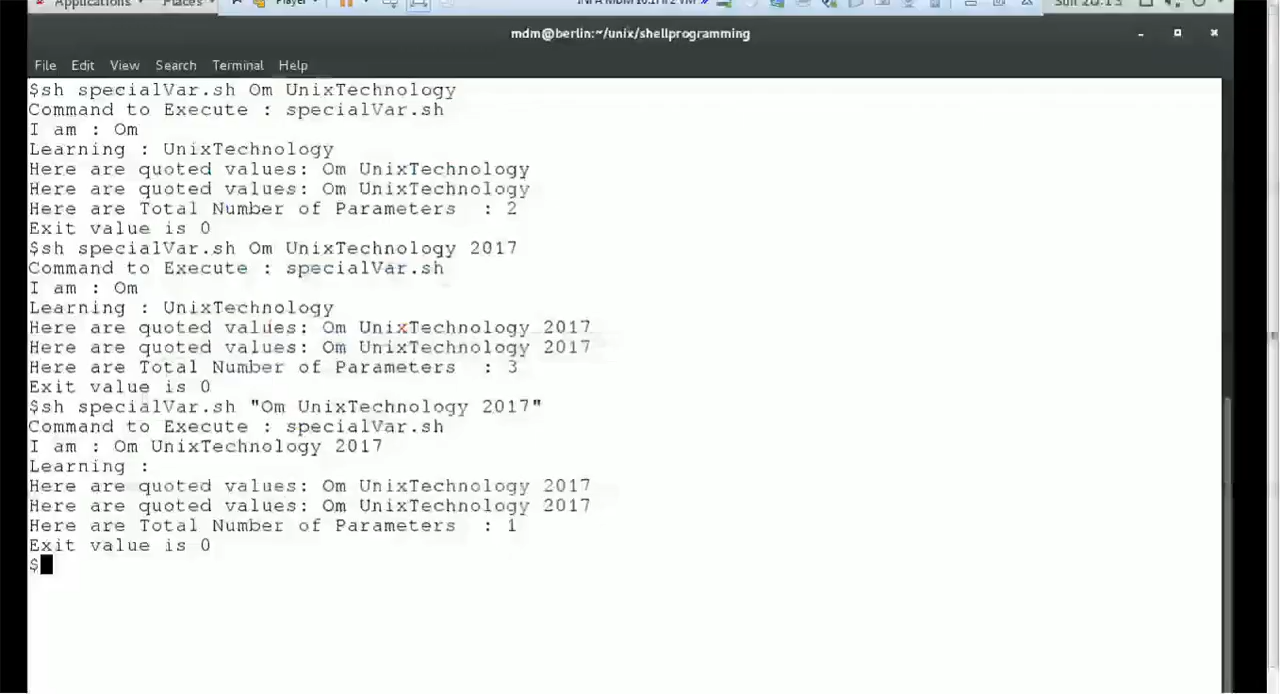 Applications Places Player
mdm@berlin:~/unix/shellprogramming
File Edit View Search Terminal Help
$sh specialVar.sh Om UnixTechnology
Command to Execute : specialVar.sh
I am : Om
Learning : UnixTechnology
Here are quoted values: Om UnixTechnology
Here are quoted values: Om UnixTechnology
Here are Total Number of Parameters  : 2
Exit value is 0
$sh specialVar.sh Om UnixTechnology 2017
Command to Execute : specialVar.sh
I am : Om
Learning : UnixTechnology
Here are quoted values: Om UnixTechnology 2017
Here are quoted values: Om UnixTechnology 2017
Here are Total Number of Parameters  : 3
Exit value is 0
$sh specialVar.sh "Om UnixTechnology 2017"
Command to Execute : specialVar.sh
I am : Om UnixTechnology 2017
Learning :
Here are quoted values: Om UnixTechnology 2017
Here are quoted values: Om UnixTechnology 2017
Here are Total Number of Parameters  : 1
Exit value is 0
$